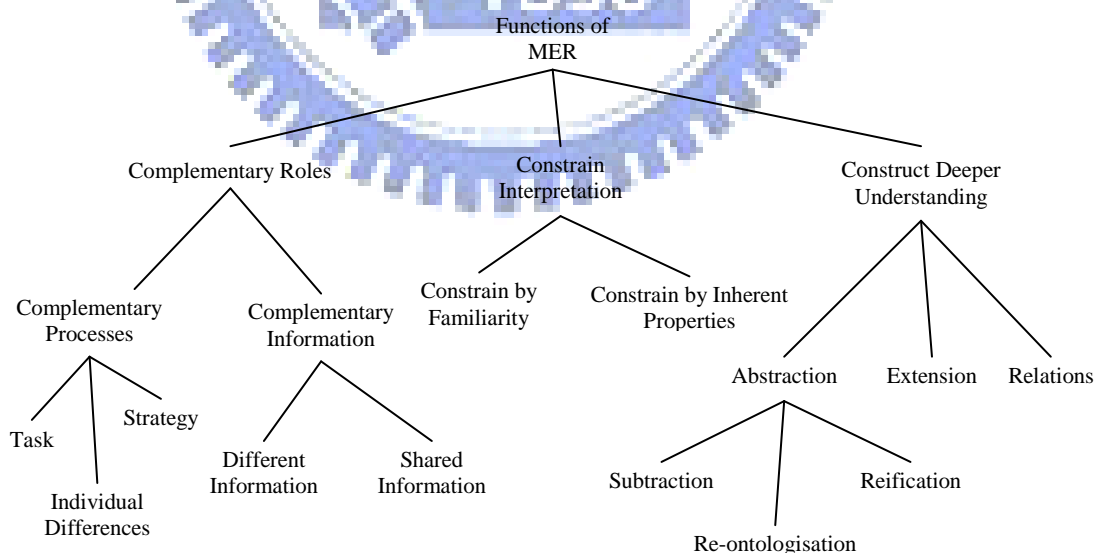 Functions of
MER
Complementary Roles
Constrain
Interpretation
Construct Deeper
Understanding
Complementary
Processes
Complementary
Information
Constrain by
Familiarity
Constrain by Inherent
Properties
Abstraction
Extension
Relations
Task
Strategy
Individual
Differences
Different
Information
Shared
Information
Subtraction
Reification
Re-ontologisation